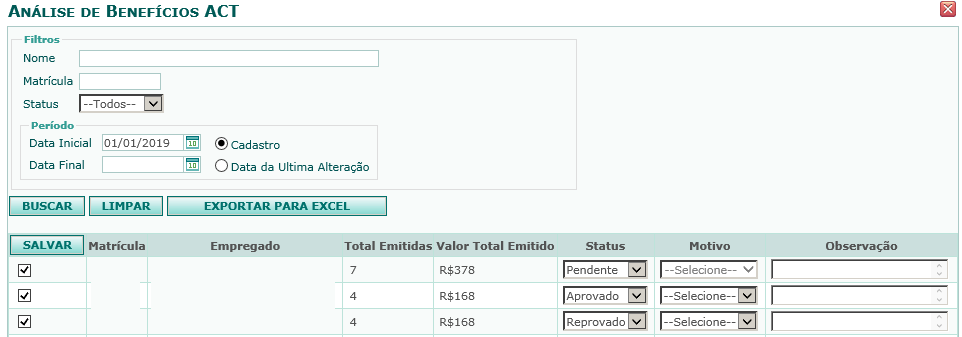 ANÁLISE DE BENEFÍCIOS ACT
Filtros
Nome
Matrícula
Status --Todos--
Período
Data Inicial 01/01/2019 10 Cadastro
Data Final 10 Data da Ultima Alteração
BUSCAR LIMPAR EXPORTAR PARA EXCEL
SALVAR Matrícula Empregado Total Emitidas Valor Total Emitido Status Motivo Observação
7 R$378 Pendente --Selecione--
4 R$168 Aprovado --Selecione--
4 R$168 Reprovado --Selecione--